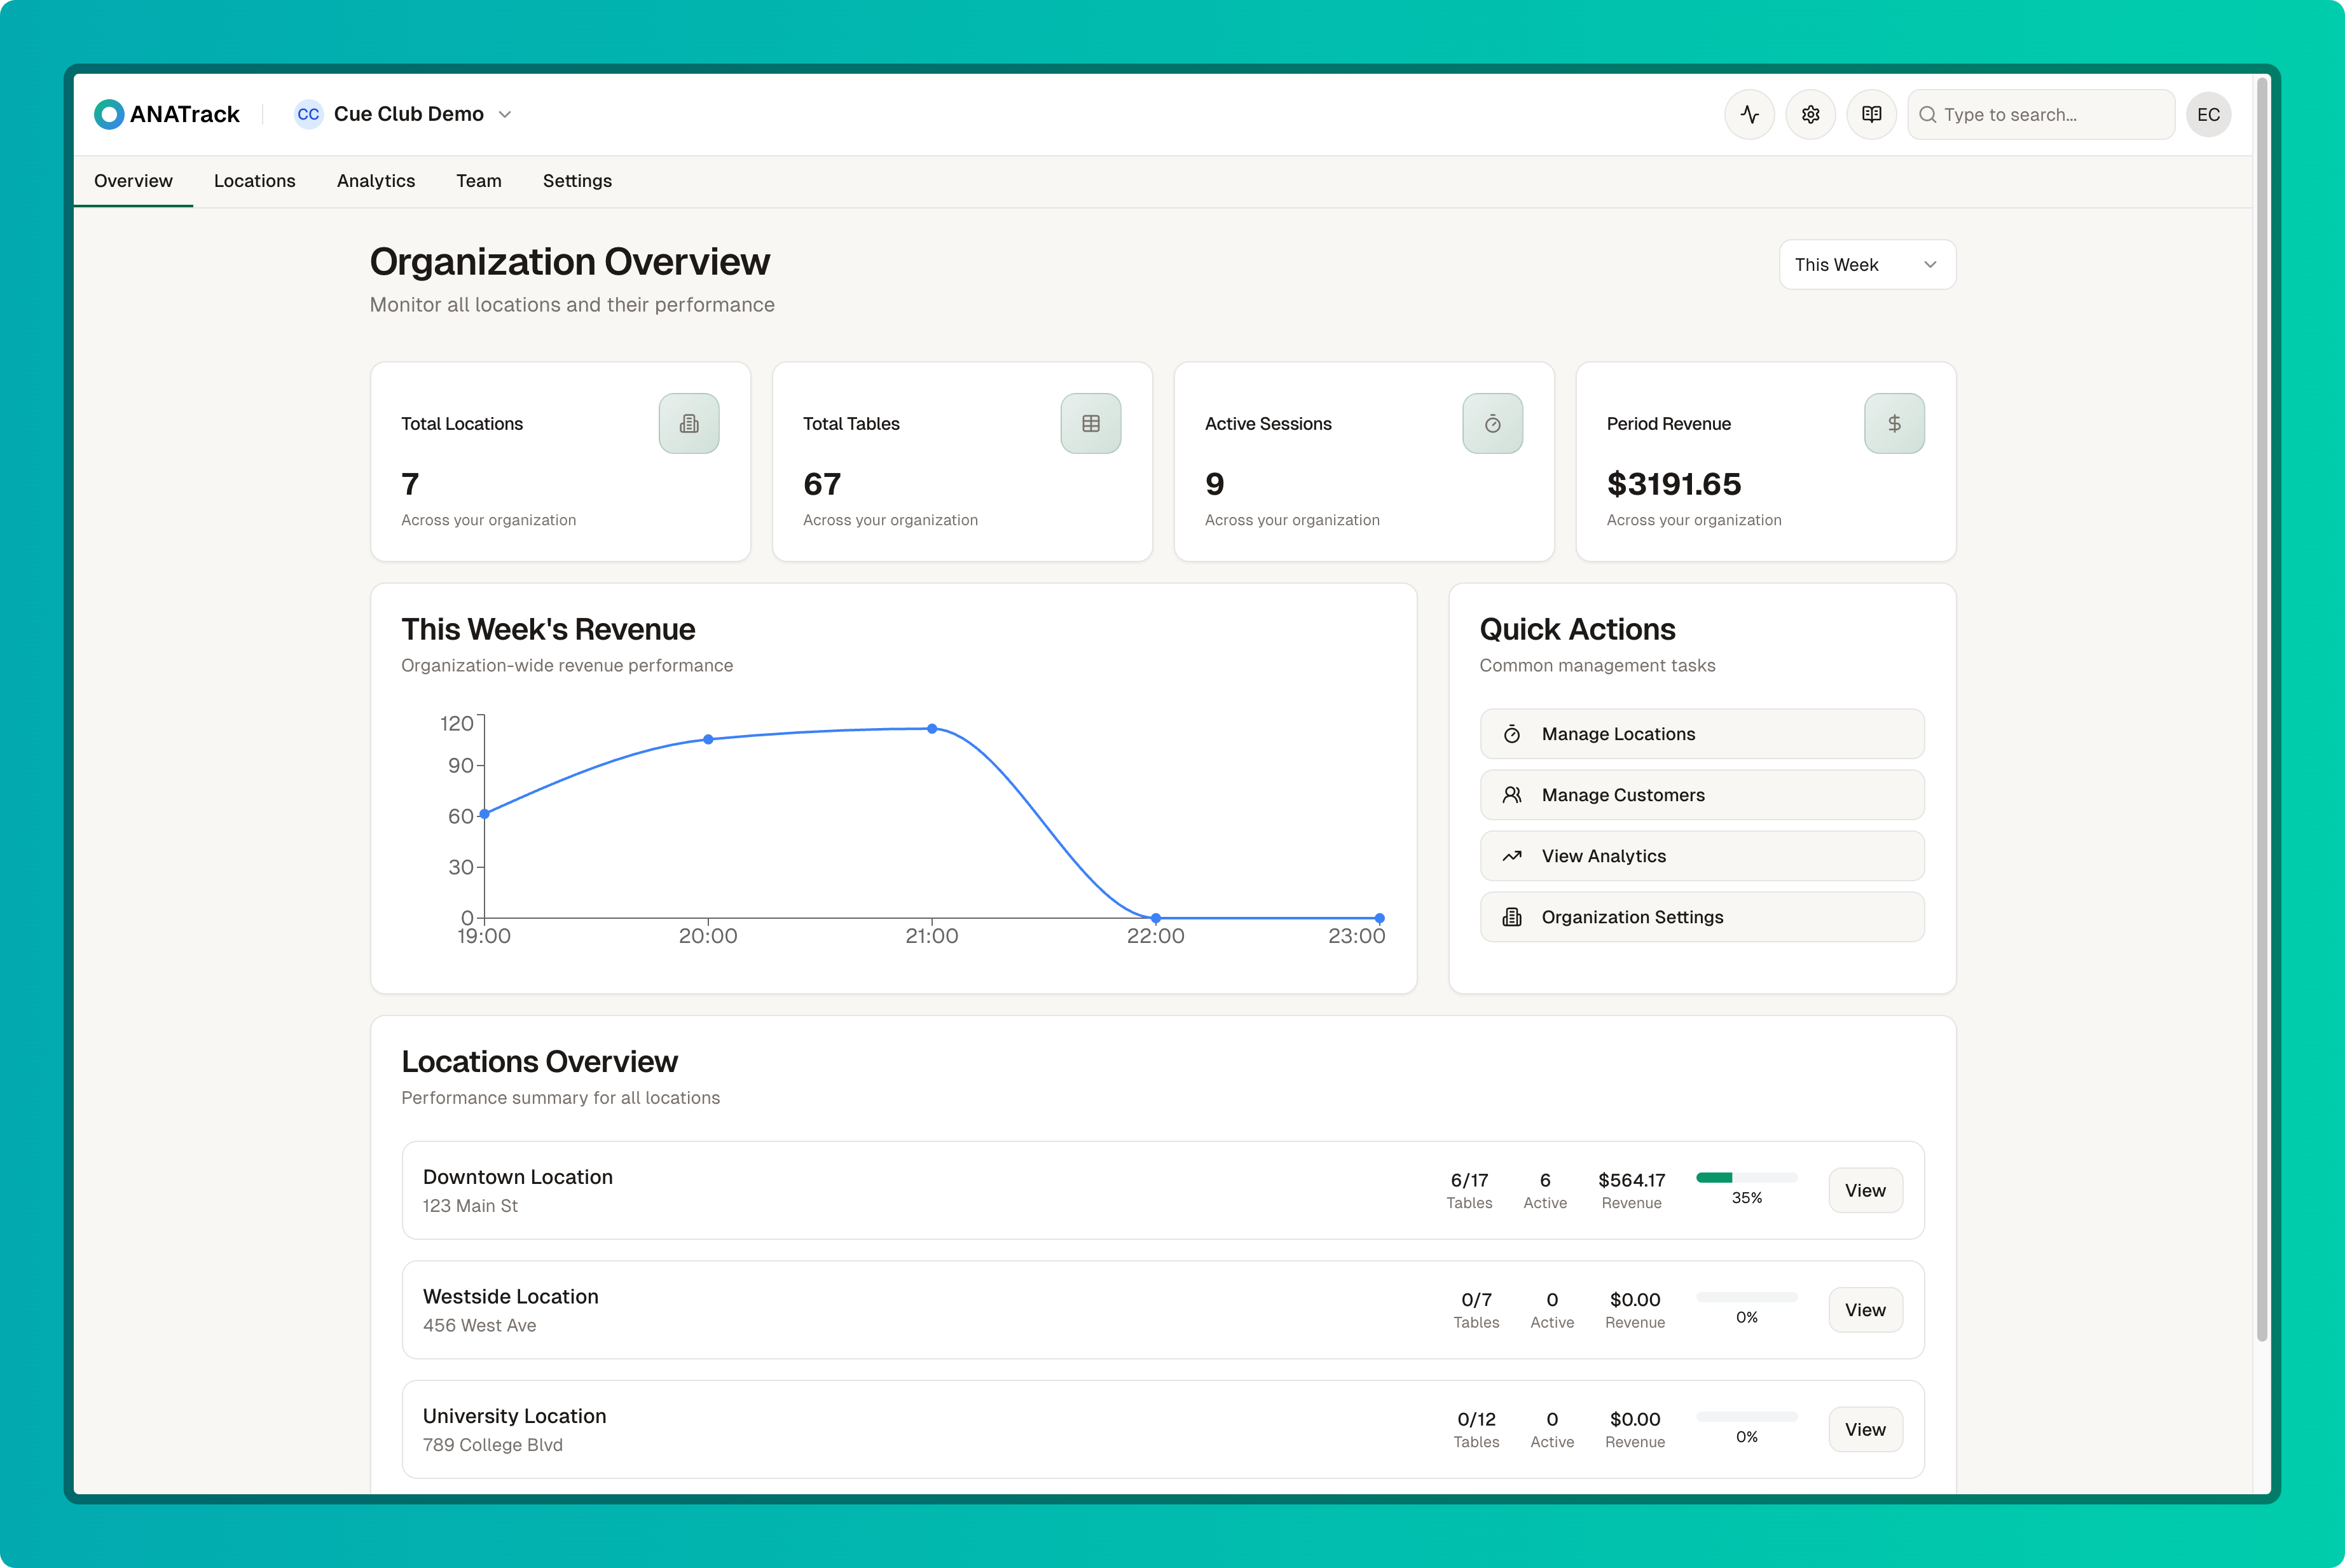 ANATrack
CC Cue Club Demo
Type to search...
EC
Overview Locations Analytics Team Settings
Organization Overview
Monitor all locations and their performance
This Week
Total Locations
7
Across your organization
Total Tables
67
Across your organization
Active Sessions
9
Across your organization
Period Revenue
$3191.65
Across your organization
This Week's Revenue
Organization-wide revenue performance
120
90
60
30
0
19:00 20:00 21:00 22:00 23:00
Quick Actions
Common management tasks
Manage Locations
Manage Customers
View Analytics
Organization Settings
Locations Overview
Performance summary for all locations
Downtown Location
123 Main St
6/17 6 $564.17
Tables Active Revenue
35%
View
Westside Location
456 West Ave
0/7 0 $0.00
Tables Active Revenue
0%
View
University Location
789 College Blvd
0/12 0 $0.00
Tables Active Revenue
0%
View